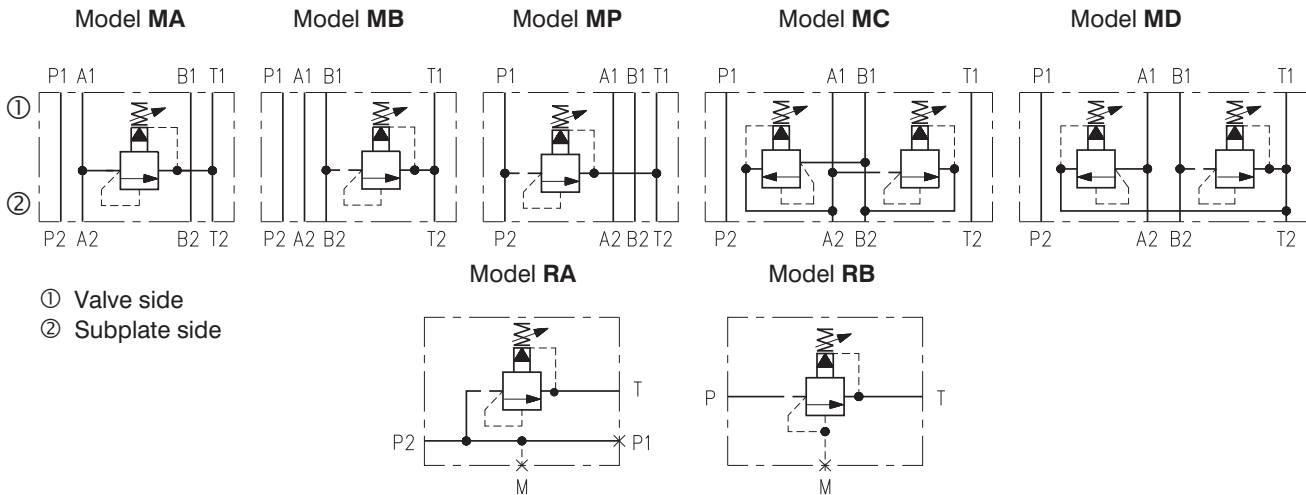 Model MA Model MB Model MP Model MC Model MD
P1 A1 B1 T1 P1 A1 B1 T1 P1 A1 B1 T1 P1 A1 B1 T1 P1 A1 B1 T1
①
②
P2 A2 B2 T2 P2 A2 B2 T2 P2 A2 B2 T2 P2 A2 B2 T2 P2 A2 B2 T2
Model RA Model RB
① Valve side
② Subplate side
T P T
P2 P1
M M